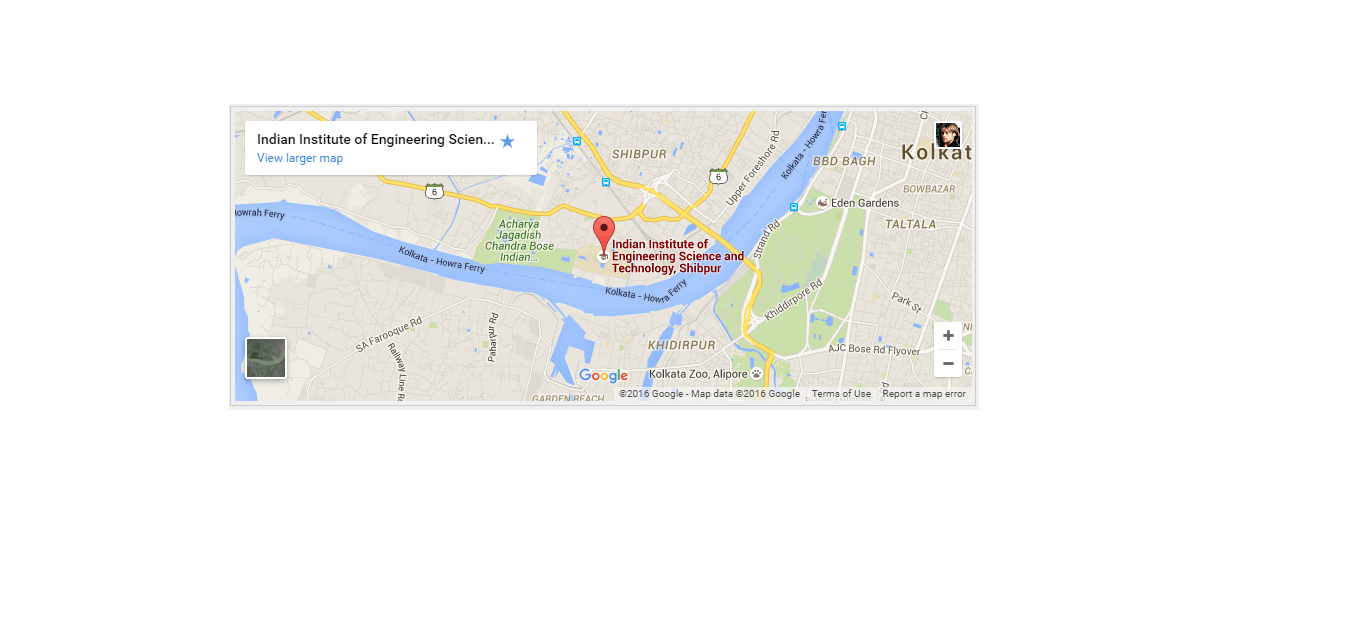 Indian Institute of Engineering Scien...
View larger map
SHIBPUR
6
6
Upper Foreshore Rd
Kolkata - Howra Fer
BBD BAGH
Kolkat
BOWBAZAR
Eden Gardens
TALTALA
owrah Ferry
Acharya
Jagadish
Chandra Bose
Indian...
Indian Institute of
Engineering Science and
Technology, Shibpur
Strand Rd
Kolkata - Howra Ferry
Kolkata - Howra Ferry
Khiddirpore Rd
Park St
SA Farooque Rd
Paharpur Rd
Railway Line R
KHIDIRPUR
AJC Bose Rd Flyover
+
−
Google
Kolkata Zoo, Alipore
GARDEN REACH
©2016 Google - Map data ©2016 Google
Terms of Use
Report a map error